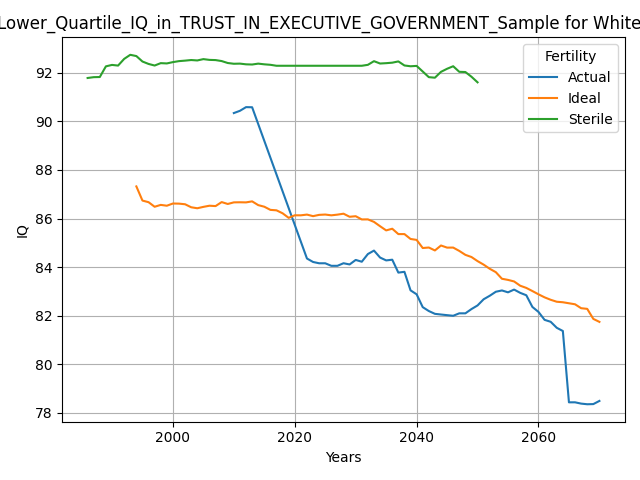 Lower_Quartile_IQ_in_TRUST_IN_EXECUTIVE_GOVERNMENT_Sample for White
Fertility
Actual
Ideal
Sterile
IQ
92
90
88
86
84
82
80
78
2000 2020 2040 2060
Years